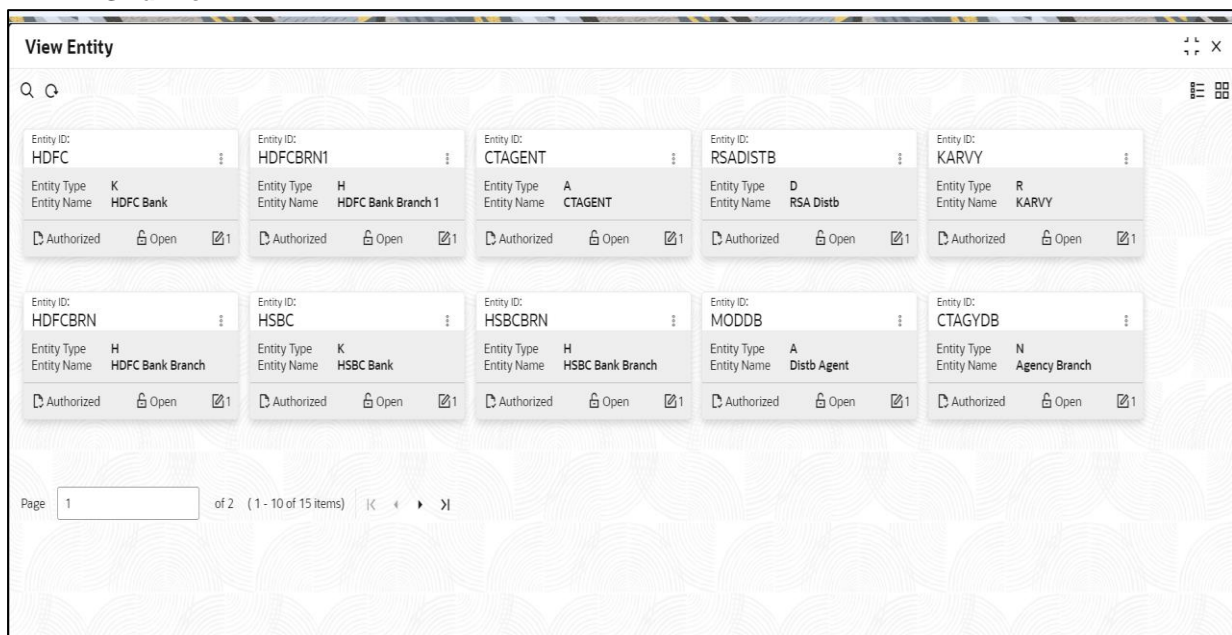 View Entity
Entity ID: Entity ID: Entity ID: Entity ID: Entity ID:
HDFC HDFCBRN1 CTAGENT RSADISTB KARVY
Entity Type K Entity Type H Entity Type A Entity Type D Entity Type R
Entity Name HDFC Bank Entity Name HDFC Bank Branch 1 Entity Name CTAGENT Entity Name RSA Distb Entity Name KARVY
Authorized Open 1 Authorized Open 1 Authorized Open 1 Authorized Open 1 Authorized Open 1
Entity ID: Entity ID: Entity ID: Entity ID: Entity ID:
HDFCBRN HSBC HSBCBRN MODDB CTAGYDB
Entity Type H Entity Type K Entity Type H Entity Type A Entity Type N
Entity Name HDFC Bank Branch Entity Name HSBC Bank Entity Name HSBC Bank Branch Entity Name Distb Agent Entity Name Agency Branch
Authorized Open 1 Authorized Open 1 Authorized Open 1 Authorized Open 1 Authorized Open 1
Page 1 of 2 (1 - 10 of 15 items)